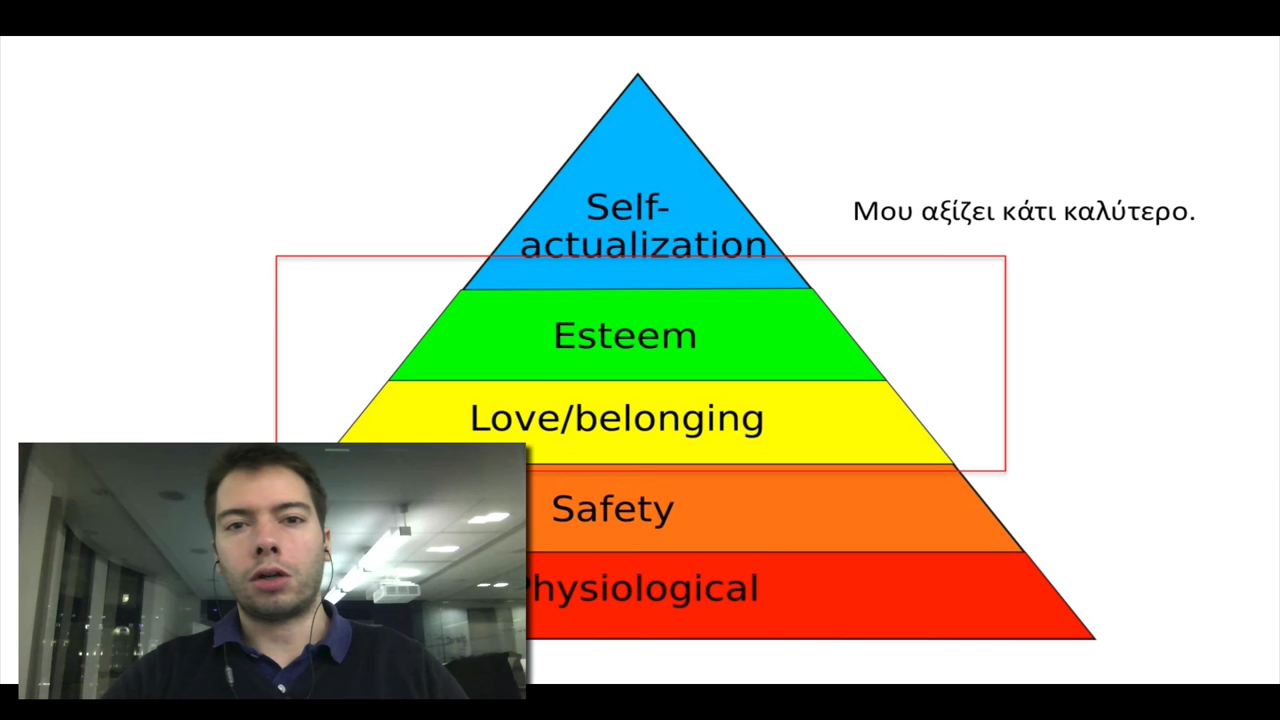 Self-
actualization
Μου αξίζει κάτι καλύτερο.
Esteem
Love/belonging
Safety
Physiological